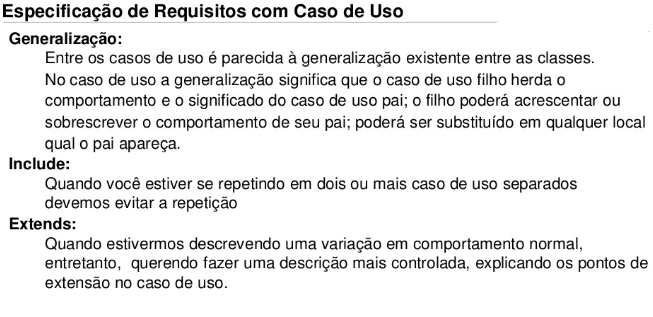 Especificação de Requisitos com Caso de Uso
Generalização:
Entre os casos de uso é parecida à generalização existente entre as classes.
No caso de uso a generalização significa que o caso de uso filho herda o
comportamento e o significado do caso de uso pai; o filho poderá acrescentar ou
sobrescrever o comportamento de seu pai; poderá ser substituído em qualquer local
qual o pai apareça.
Include:
Quando você estiver se repetindo em dois ou mais caso de uso separados
devemos evitar a repetição
Extends:
Quando estivermos descrevendo uma variação em comportamento normal,
entretanto, querendo fazer uma descrição mais controlada, explicando os pontos de
extensão no caso de uso.